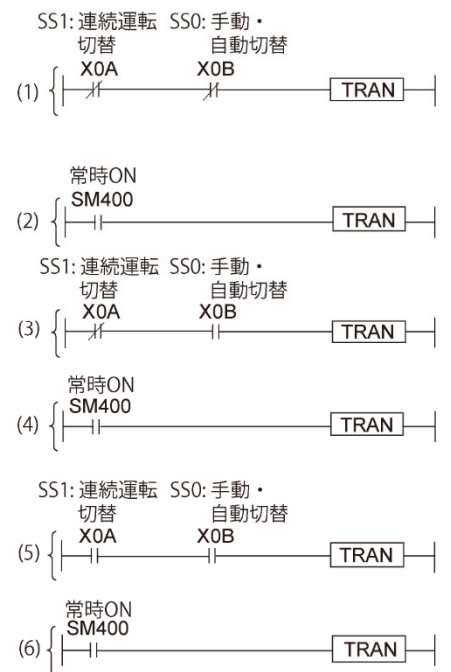 SS1: 連続運転 SS0: 手動・
切替 自動切替
X0A X0B
(1) TRAN
常時ON
SM400
(2) TRAN
SS1: 連続運転 SS0: 手動・
切替 自動切替
X0A X0B
(3) TRAN
常時ON
SM400
(4) TRAN
SS1: 連続運転 SS0: 手動・
切替 自動切替
X0A X0B
(5) TRAN
常時ON
SM400
(6) TRAN